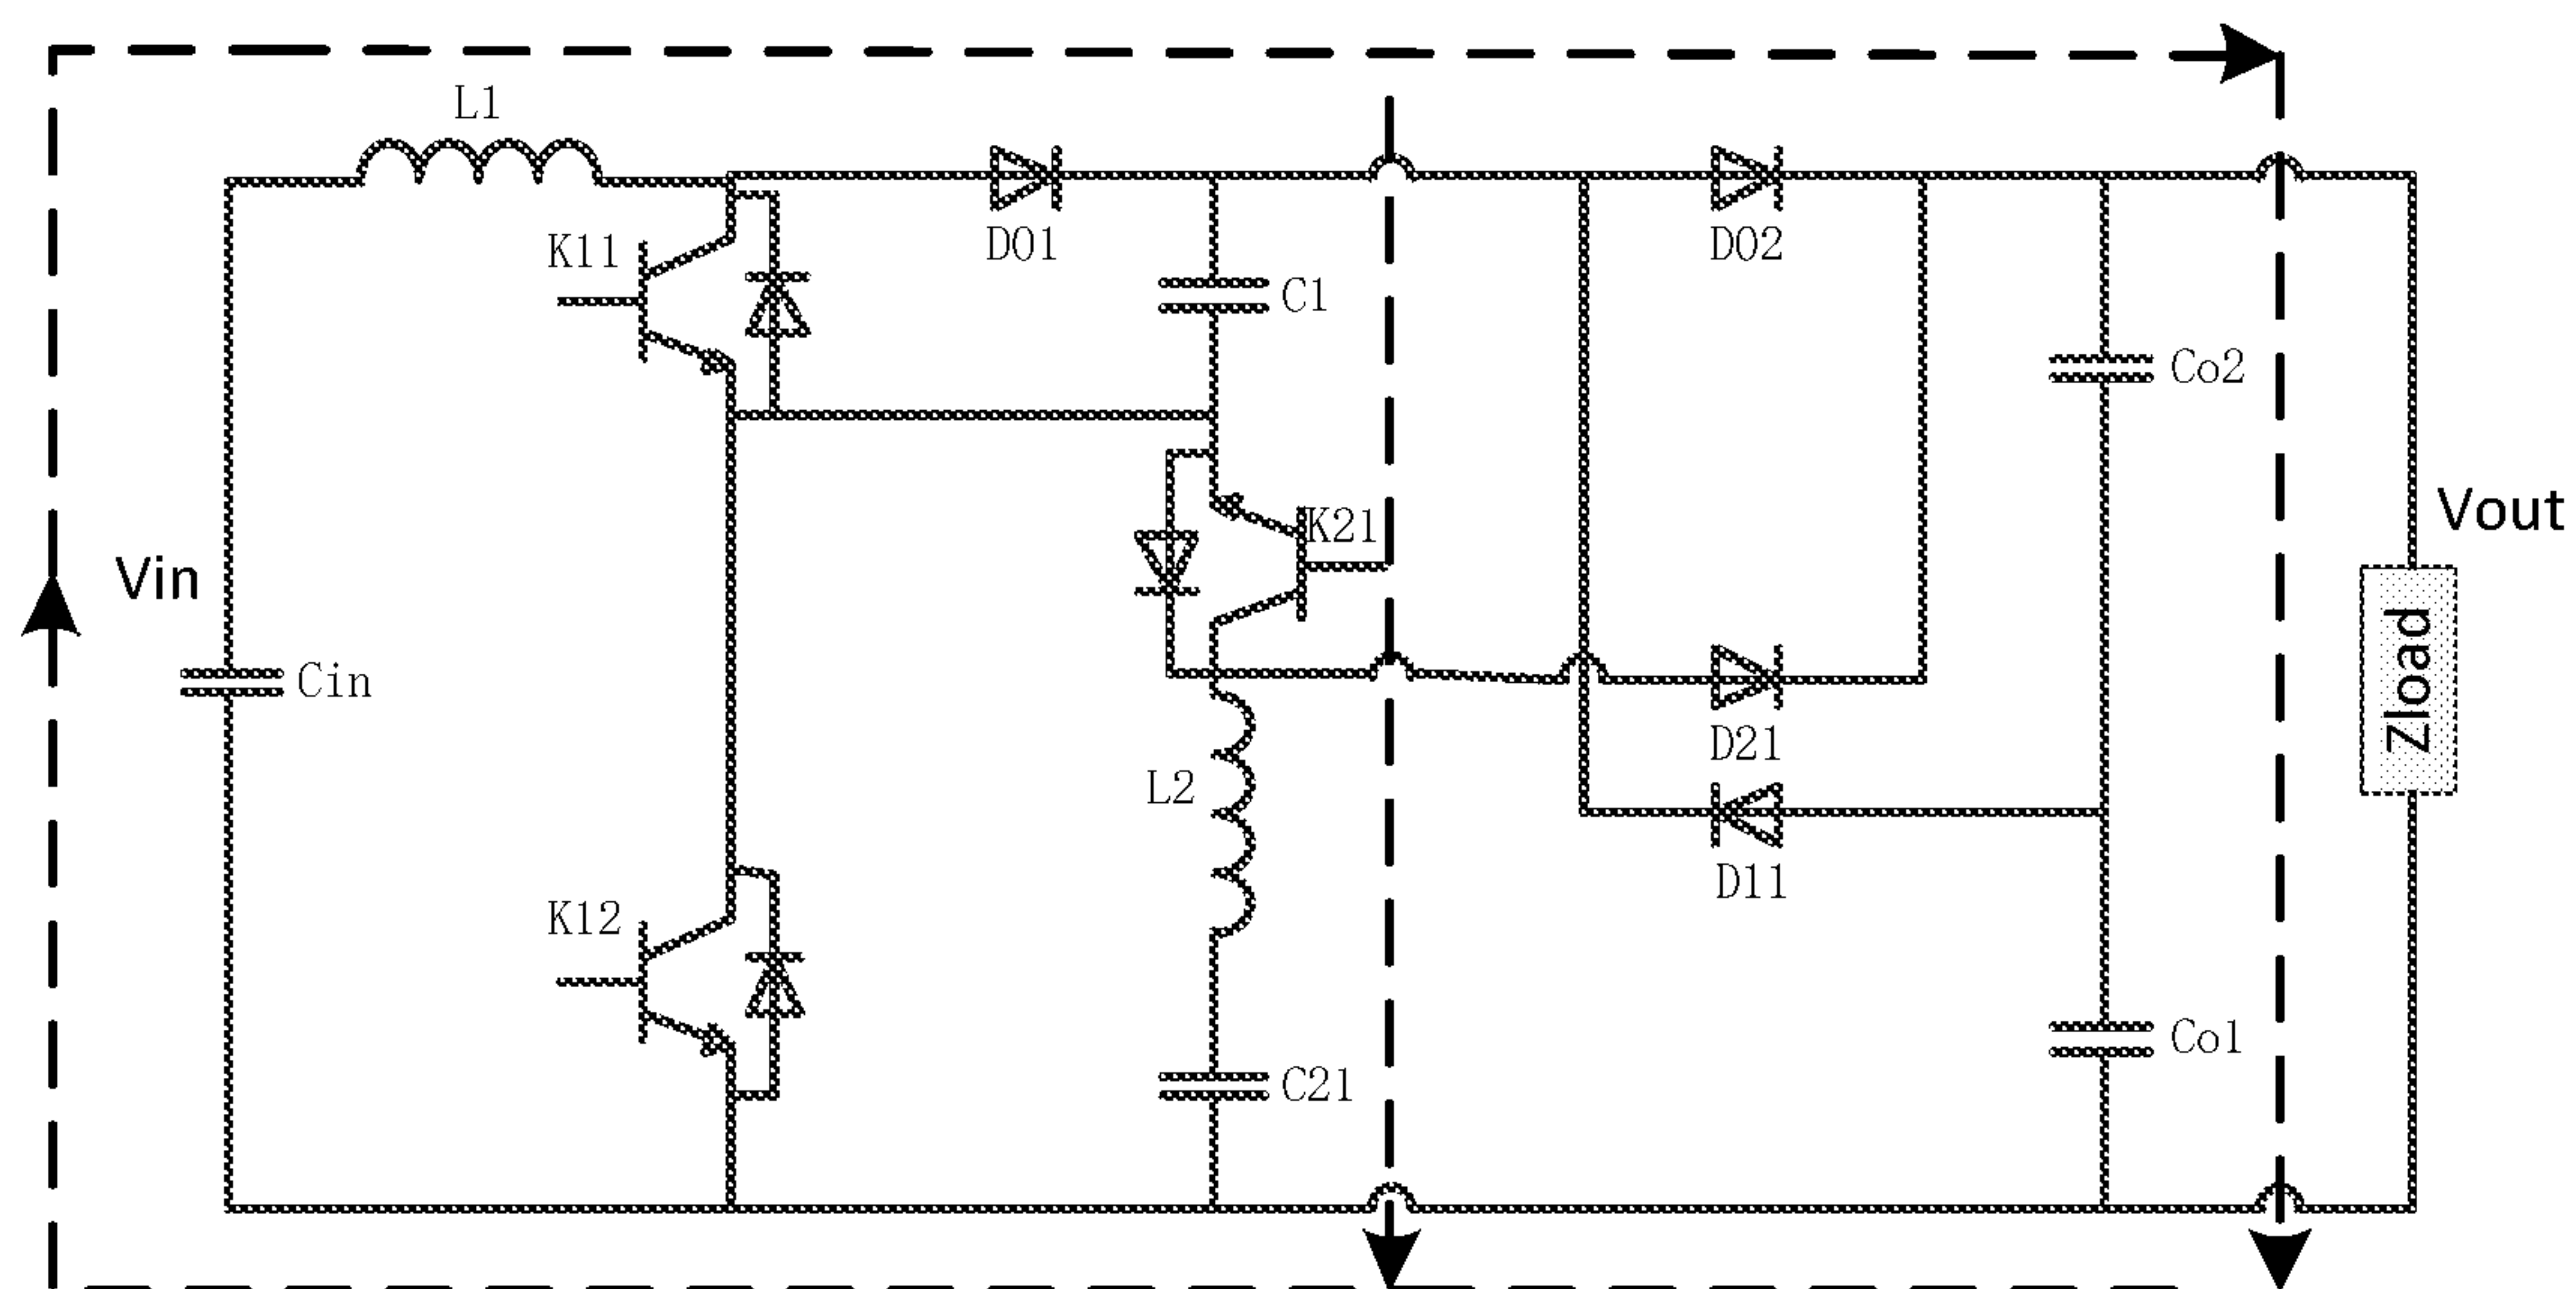 L1
K11
D01
D02
C1
Co2
K21
Vout
Vin
Cin
Zload
D21
L2
D11
K12
Co1
C21